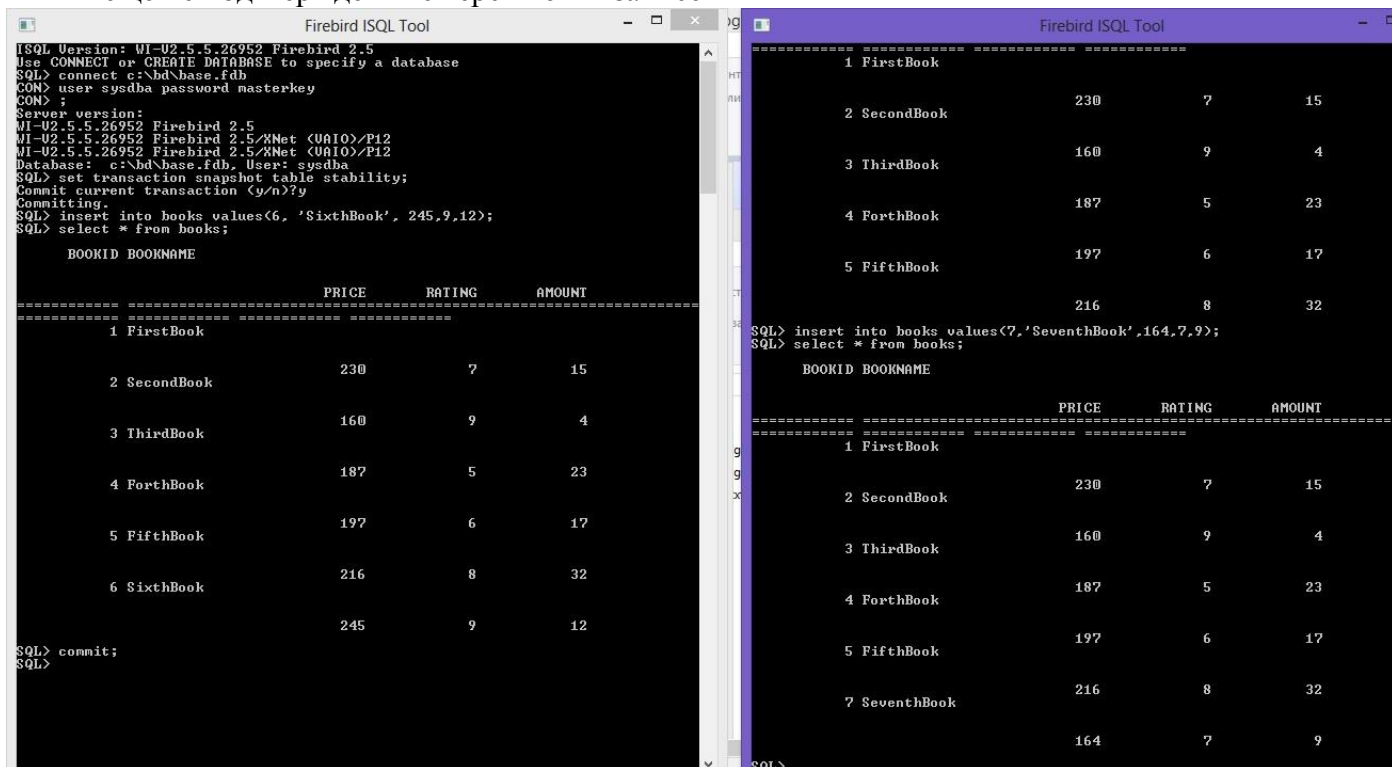 Firebird ISQL Tool
ISQL Version: WI-V2.5.5.26952 Firebird 2.5
Use CONNECT or CREATE DATABASE to specify a database
SQL> connect c:\bd\base.fdb
CON> user sysdba password masterkey
CON> ;
Server version:
WI-V2.5.5.26952 Firebird 2.5
WI-V2.5.5.26952 Firebird 2.5/XNet (VAIO)/P12
WI-V2.5.5.26952 Firebird 2.5/XNet (VAIO)/P12
Database:  c:\bd\base.fdb, User: sysdba
SQL> set transaction snapshot table stability;
Commit current transaction (y/n)?y
Committing.
SQL> insert into books values(6, 'SixthBook', 245,9,12);
SQL> select * from books;
BOOKID BOOKNAME
PRICE RATING AMOUNT
============ ===============================================================================
============ ============ ============
1 FirstBook
230 7 15
2 SecondBook
160 9 4
3 ThirdBook
187 5 23
4 ForthBook
197 6 17
5 FifthBook
216 8 32
6 SixthBook
245 9 12
SQL> commit;
SQL>
Firebird ISQL Tool
============ ============ ============ ============
1 FirstBook
230 7 15
2 SecondBook
160 9 4
3 ThirdBook
187 5 23
4 ForthBook
197 6 17
5 FifthBook
216 8 32
SQL> insert into books values(7,'SeventhBook',164,7,9);
SQL> select * from books;
BOOKID BOOKNAME
PRICE RATING AMOUNT
============ ===============================================================================
============ ============ ============ ============
1 FirstBook
230 7 15
2 SecondBook
160 9 4
3 ThirdBook
187 5 23
4 ForthBook
197 6 17
5 FifthBook
216 8 32
7 SeventhBook
164 7 9
SQL>